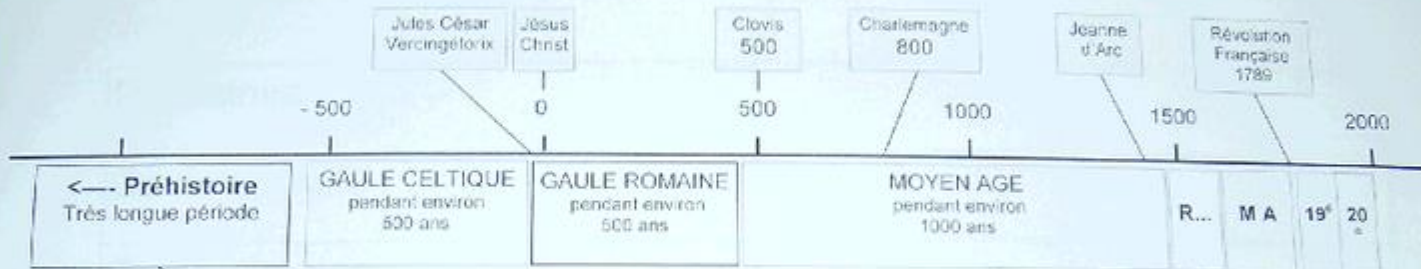 Jules César
Vercingétorix
Jésus
Christ
Clovis
500
Charlemagne
800
Jeanne
d'Arc
Révolution
Française
1789
- 500
0
500
1000
1500
2000
<---- Préhistoire
Très longue période
GAULE CELTIQUE
pendant environ
500 ans
GAULE ROMAINE
pendant environ
500 ans
MOYEN AGE
pendant environ
1000 ans
R...
M A
19e
20e